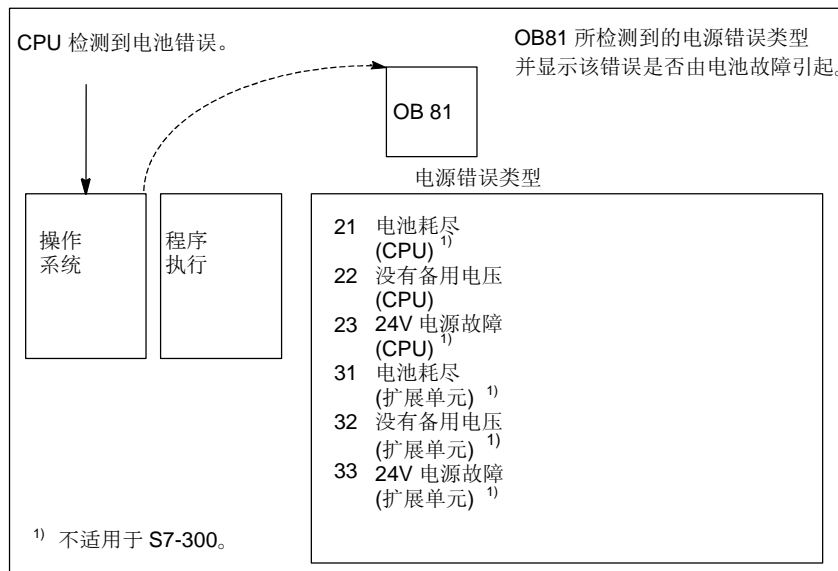 CPU 检测到电池错误。
OB81 所检测到的电源错误类型
并显示该错误是否由电池故障引起。
OB 81
电源错误类型
操作
系统
程序
执行
21 电池耗尽
(CPU) 1)
22 没有备用电压
(CPU)
23 24V 电源故障
(CPU) 1)
31 电池耗尽
(扩展单元) 1)
32 没有备用电压
(扩展单元) 1)
33 24V 电源故障
(扩展单元) 1)
1) 不适用于 S7-300。